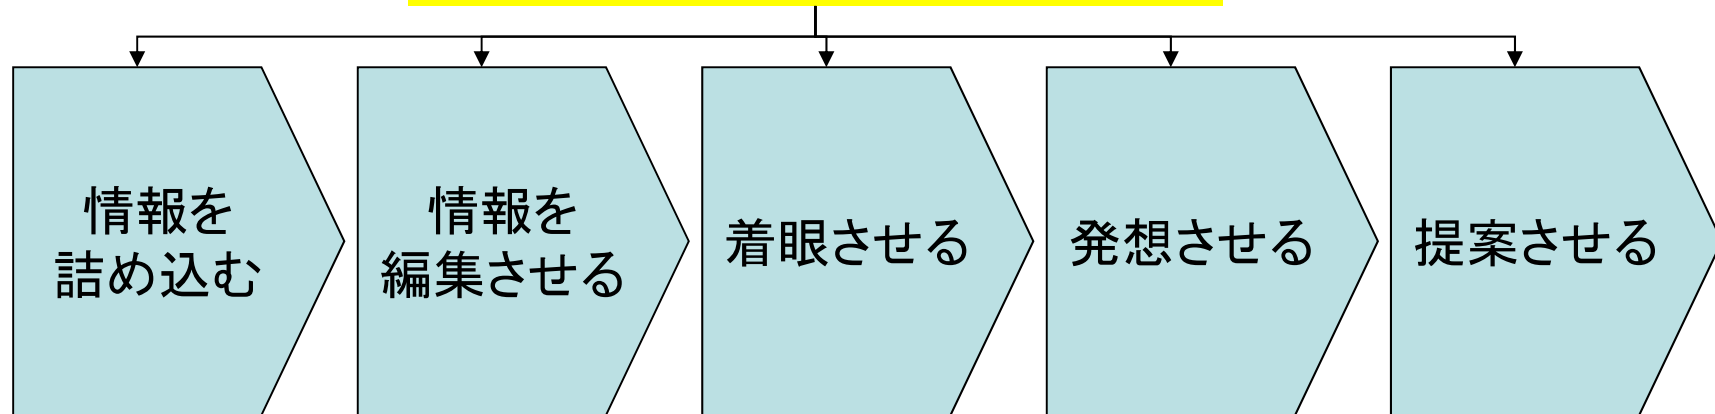 情報を
詰め込む
情報を
編集させる
着眼させる
発想させる
提案させる